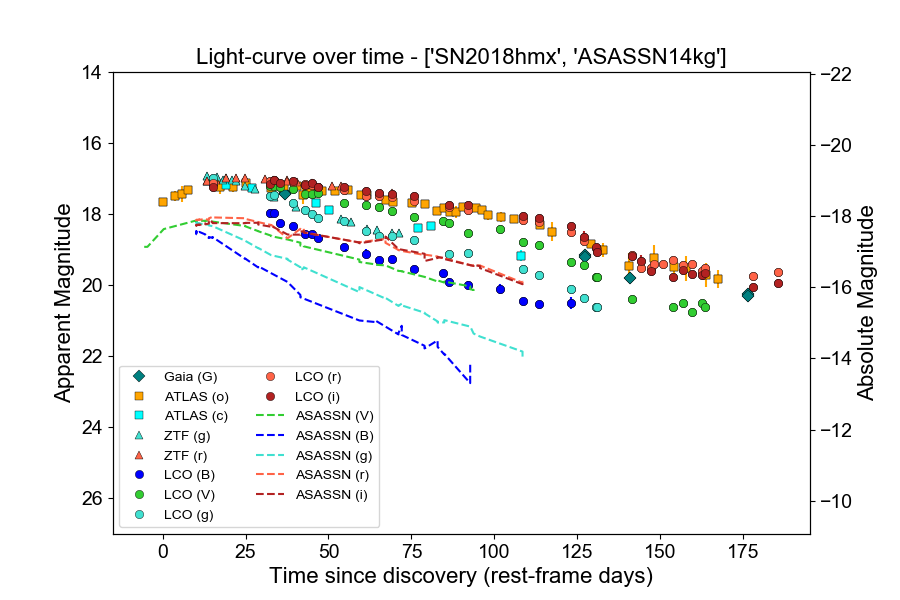 Light-curve over time - ['SN2018hmx', 'ASASSN14kg']
14
16
18
20
22
24
26
Apparent Magnitude
−22
−20
−18
−16
−14
−12
−10
Absolute Magnitude
Gaia (G)
ATLAS (o)
ATLAS (c)
ZTF (g)
ZTF (r)
LCO (B)
LCO (V)
LCO (g)
LCO (r)
LCO (i)
ASASSN (V)
ASASSN (B)
ASASSN (g)
ASASSN (r)
ASASSN (i)
0 25 50 75 100 125 150 175
Time since discovery (rest-frame days)